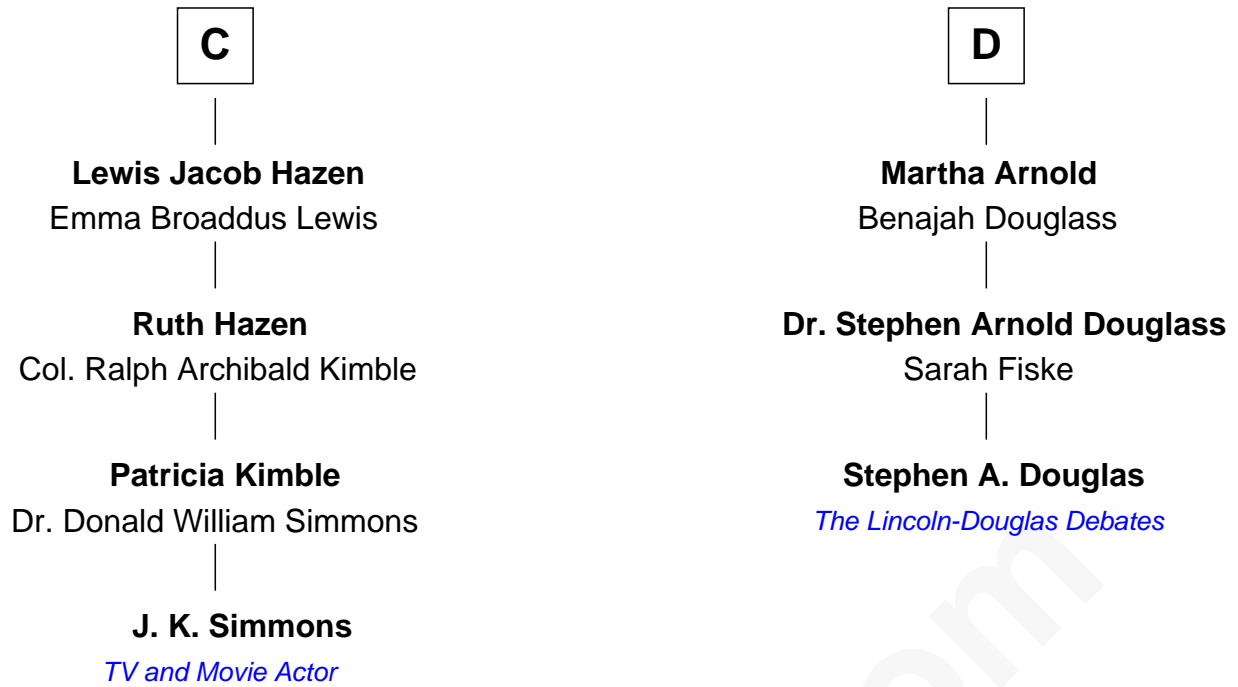 C
Lewis Jacob Hazen
Emma Broaddus Lewis
Ruth Hazen
Col. Ralph Archibald Kimble
Patricia Kimble
Dr. Donald William Simmons
J. K. Simmons
TV and Movie Actor
D
Martha Arnold
Benajah Douglass
Dr. Stephen Arnold Douglass
Sarah Fiske
Stephen A. Douglas
The Lincoln-Douglas Debates